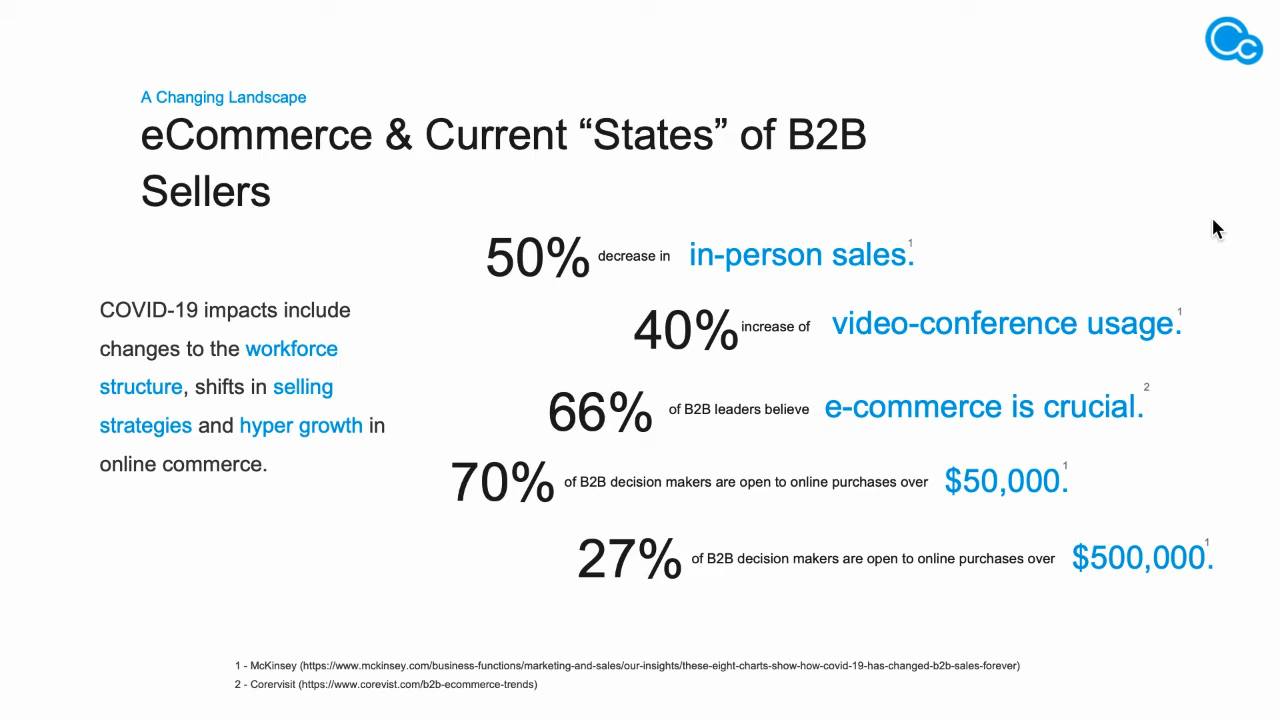 Cc
A Changing Landscape
eCommerce & Current “States” of B2B
Sellers
50% decrease in in-person sales.1
COVID-19 impacts include
changes to the workforce
structure, shifts in selling
strategies and hyper growth in
online commerce.
40% increase of video-conference usage.1
66% of B2B leaders believe e-commerce is crucial.2
70% of B2B decision makers are open to online purchases over $50,000.1
27% of B2B decision makers are open to online purchases over $500,000.1
1 - McKinsey (https://www.mckinsey.com/business-functions/marketing-and-sales/our-insights/these-eight-charts-show-how-covid-19-has-changed-b2b-sales-forever)
2 - Corervisit (https://www.corevist.com/b2b-ecommerce-trends)